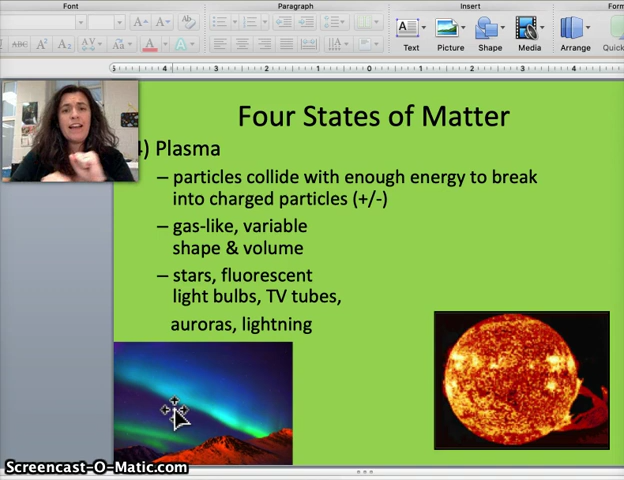 Font
Paragraph
Insert
Text
Picture
Shape
Media
Arrange
Quick
Four States of Matter
4) Plasma
– particles collide with enough energy to break
into charged particles (+/-)
– gas-like, variable
shape & volume
– stars, fluorescent
light bulbs, TV tubes,
auroras, lightning
Screencast-O-Matic.com